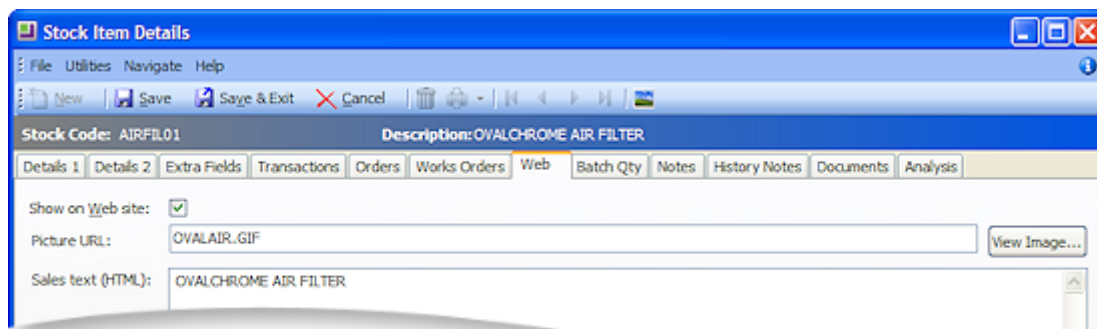 Stock Item Details
File Utilities Navigate Help
New Save Save & Exit Cancel
Stock Code: AIRFIL01 Description: OVALCHROME AIR FILTER
Details 1 Details 2 Extra Fields Transactions Orders Works Orders Web Batch Qty Notes History Notes Documents Analysis
Show on Web site:
Picture URL: OVALAIR.GIF View Image...
Sales text (HTML): OVALCHROME AIR FILTER